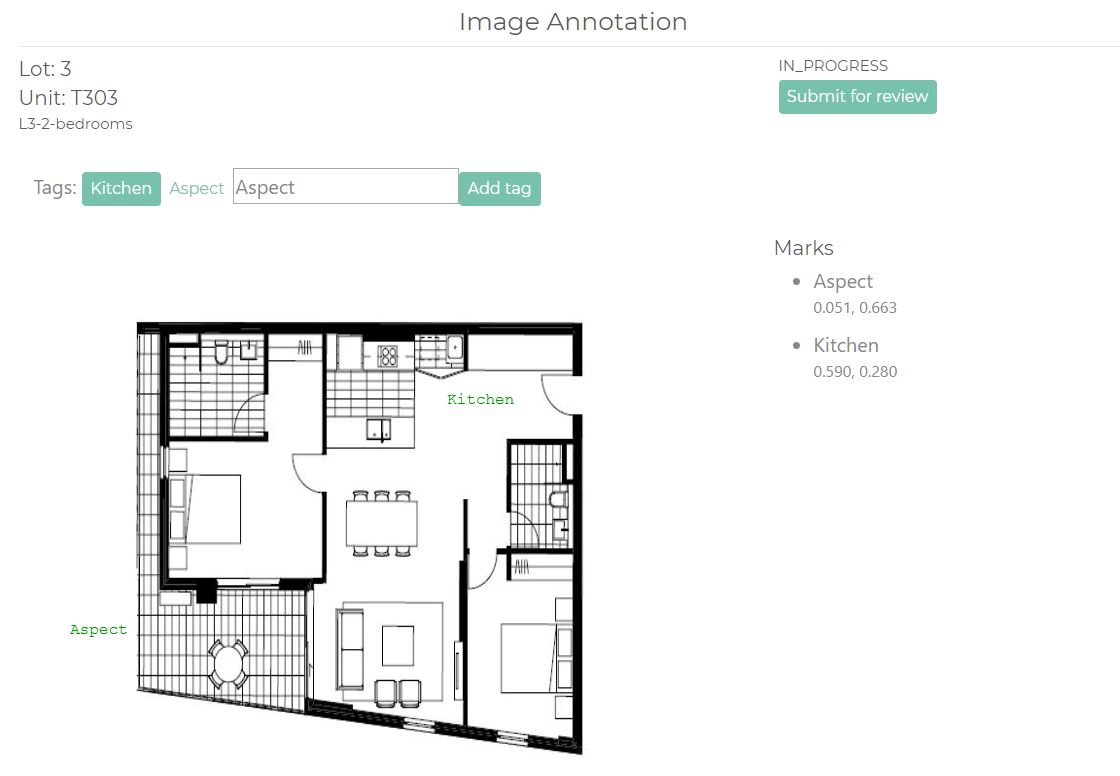 Image Annotation
Lot: 3
Unit: T303
L3-2-bedrooms
IN_PROGRESS
Submit for review
Tags: Kitchen Aspect Aspect Add tag
Marks
Aspect
0.051, 0.663
Kitchen
0.590, 0.280
Kitchen
Aspect